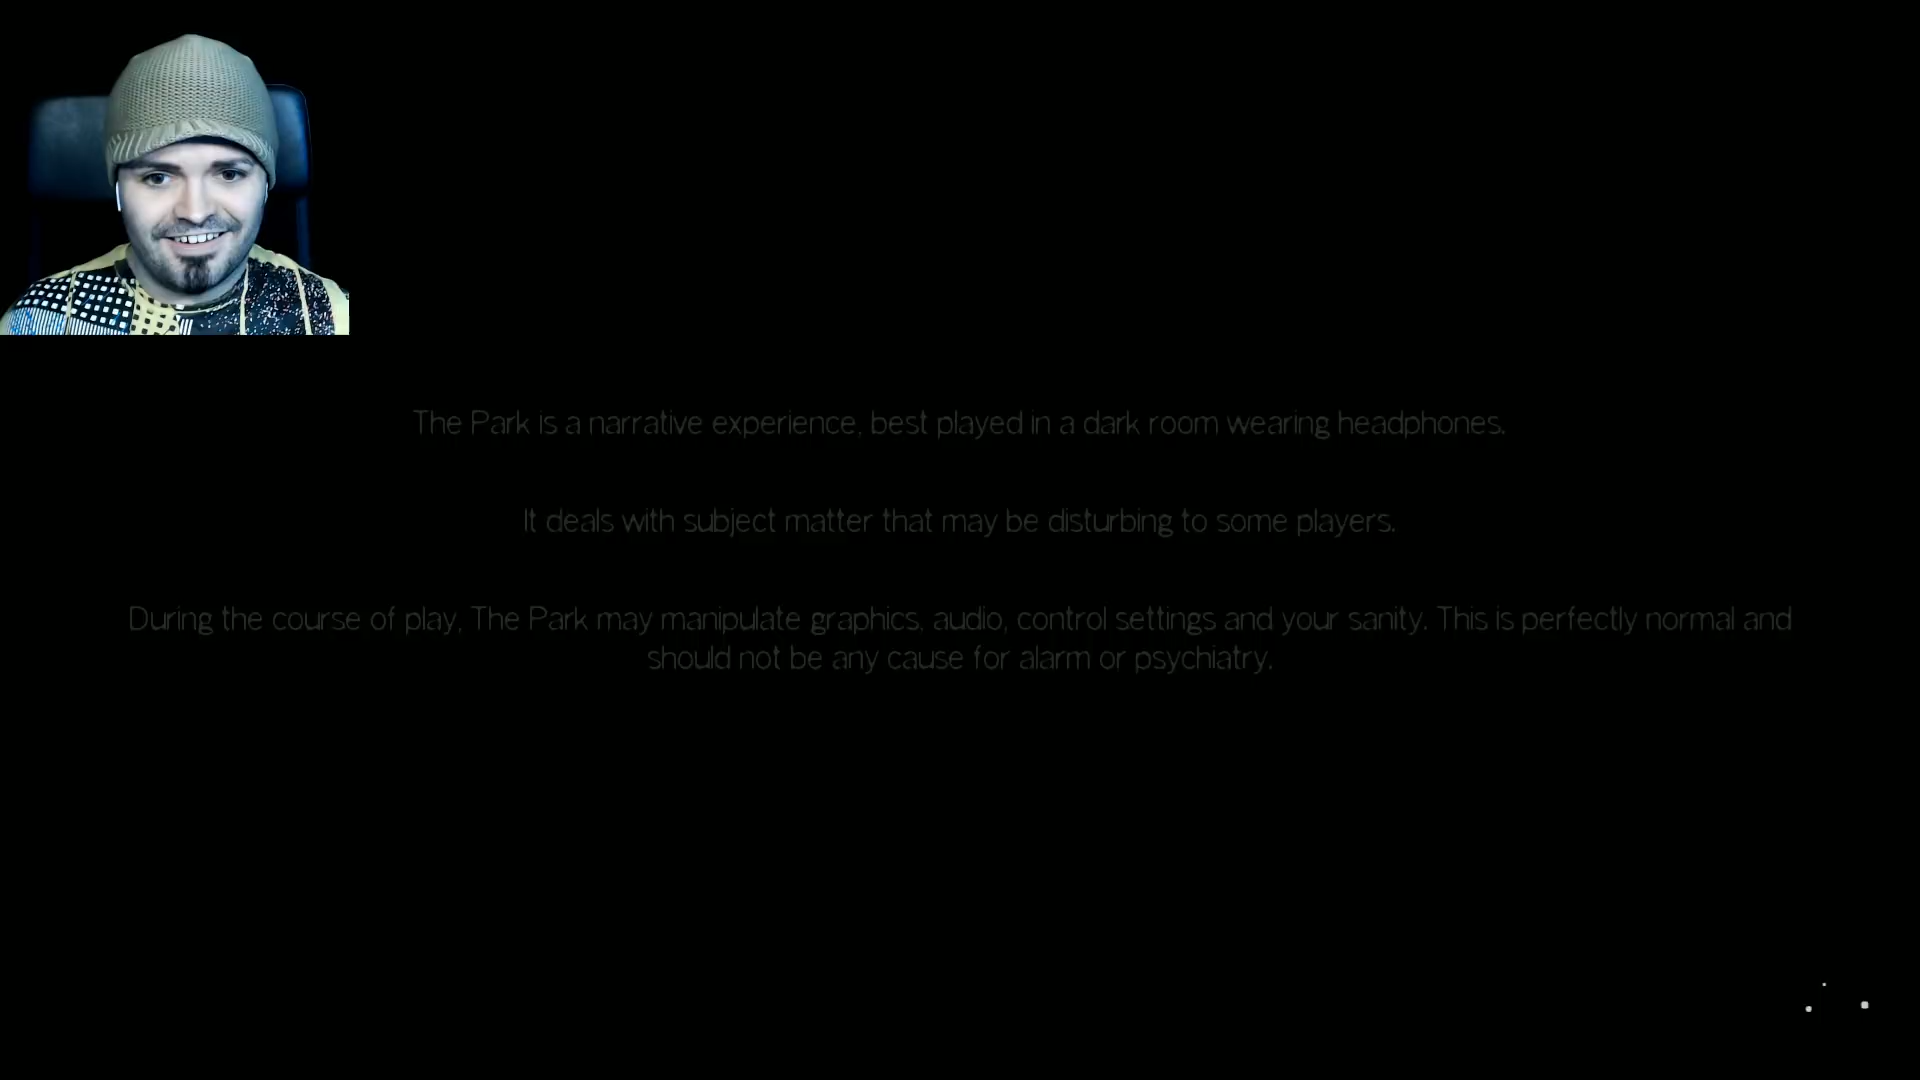 The Park is a narrative experience, best played in a dark room wearing headphones.
It deals with subject matter that may be disturbing to some players.
During the course of play, The Park may manipulate graphics, audio, control settings and your sanity. This is perfectly normal and
should not be any cause for alarm or psychiatry.